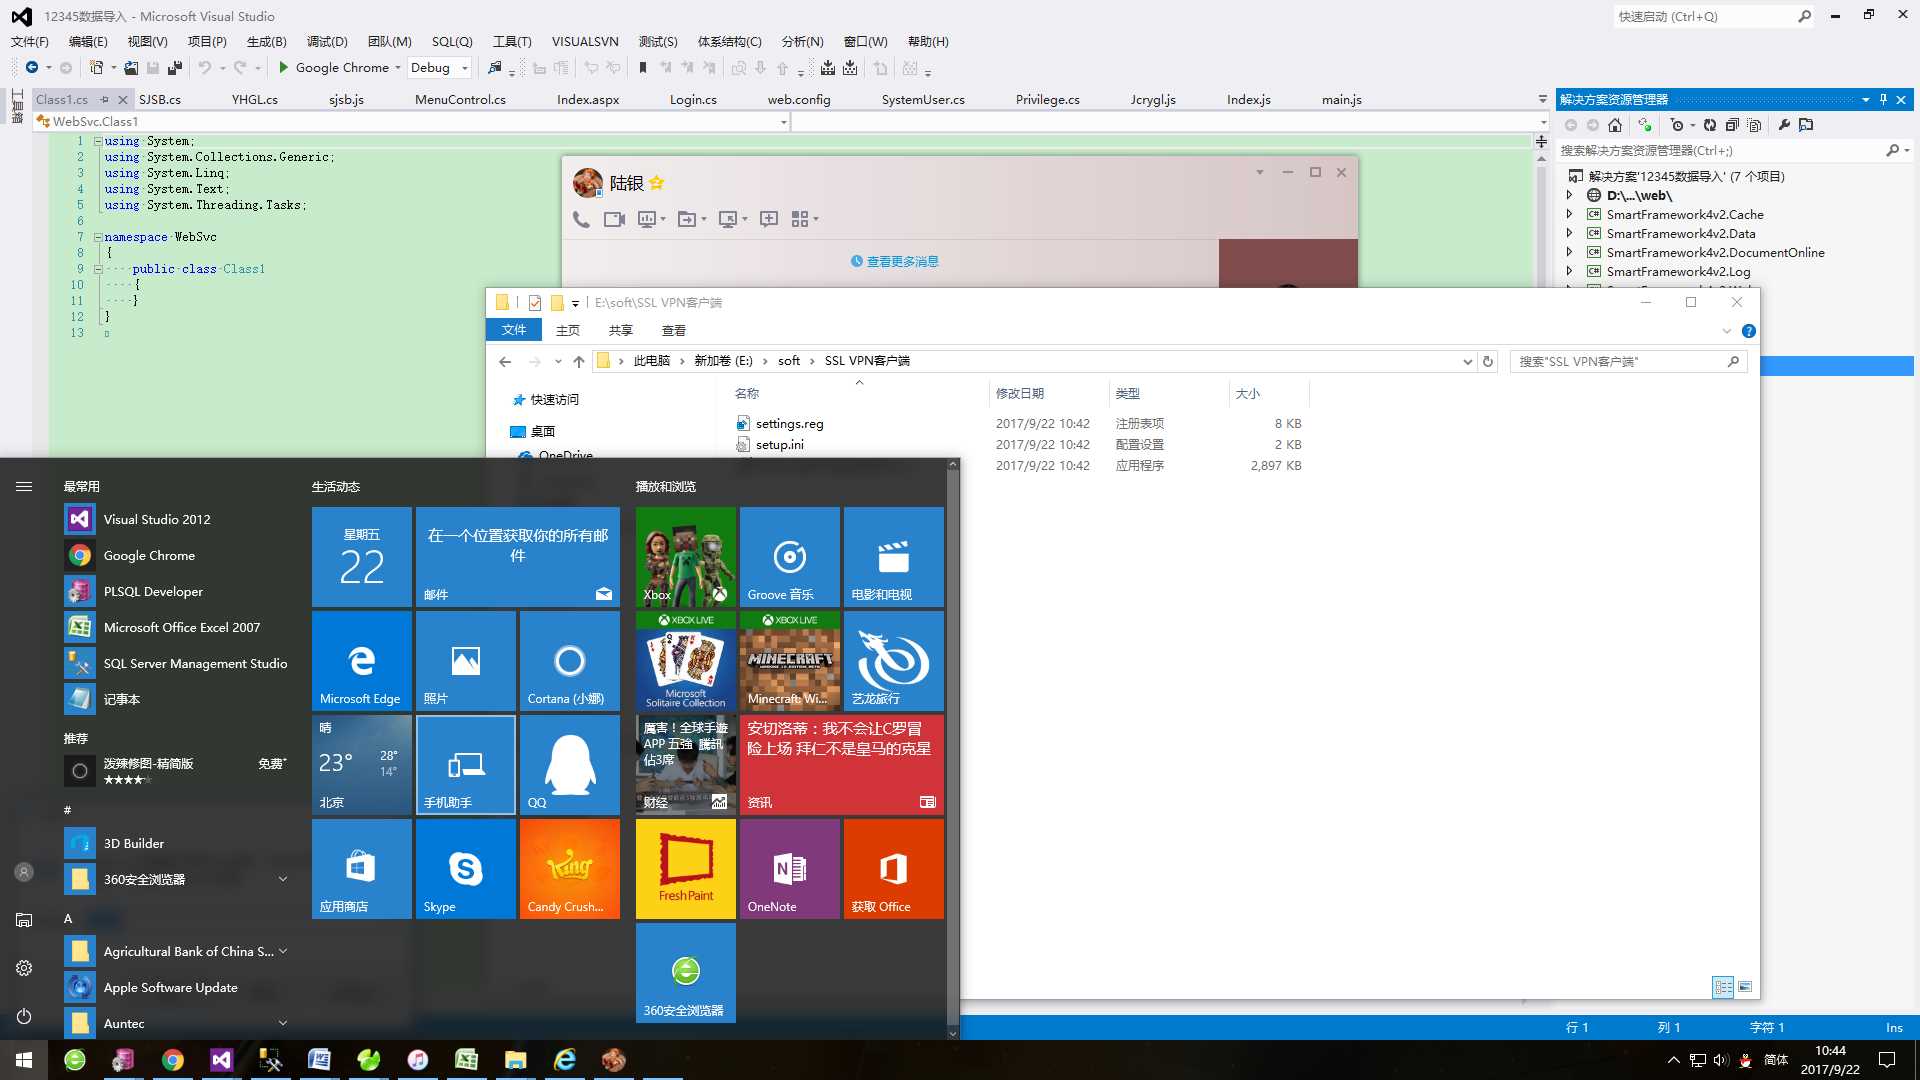 12345数据导入 - Microsoft Visual Studio
快速启动 (Ctrl+Q)
文件(F) 编辑(E) 视图(V) 项目(P) 生成(B) 调试(D) 团队(M) SQL(Q) 工具(T) VISUALSVN 测试(S) 体系结构(C) 分析(N) 窗口(W) 帮助(H)
Google Chrome Debug
工具箱
Class1.cs SJSB.cs YHGL.cs sjsb.js MenuControl.cs Index.aspx Login.cs web.config SystemUser.cs Privilege.cs Jcrygl.js Index.js main.js
WebSvc.Class1
1 using System;
2 using System.Collections.Generic;
3 using System.Linq;
4 using System.Text;
5 using System.Threading.Tasks;
6
7 namespace WebSvc
8 {
9 public class Class1
10 {
11 }
12 }
13
解决方案资源管理器
搜索解决方案资源管理器(Ctrl+;)
解决方案'12345数据导入' (7 个项目)
D:\...\web\
SmartFramework4v2.Cache
SmartFramework4v2.Data
SmartFramework4v2.DocumentOnline
SmartFramework4v2.Log
陆银
查看更多消息
E:\soft\SSL VPN客户端
文件 主页 共享 查看
此电脑 新加卷 (E:) soft SSL VPN客户端
搜索"SSL VPN客户端"
快速访问
桌面
OneDrive
名称 修改日期 类型 大小
settings.reg 2017/9/22 10:42 注册表项 8 KB
setup.ini 2017/9/22 10:42 配置设置 2 KB
2017/9/22 10:42 应用程序 2,897 KB
最常用
Visual Studio 2012
Google Chrome
PLSQL Developer
Microsoft Office Excel 2007
SQL Server Management Studio
记事本
推荐
泼辣修图-精简版 免费*
#
3D Builder
360安全浏览器
A
Agricultural Bank of China S...
Apple Software Update
Auntec
生活动态
星期五
22
在一个位置获取你的所有邮件
邮件
Microsoft Edge
照片
Cortana (小娜)
晴
23° 28°
14°
北京
手机助手
QQ
应用商店
Skype
King
Candy Crush...
播放和浏览
Xbox
Groove 音乐
电影和电视
XBOX LIVE
Microsoft
Solitaire Collection
XBOX LIVE
MINECRAFT
Minecraft: Wi...
艺龙旅行
厲害！全球手遊
APP 五強 騰訊
佔3席
财经
安切洛蒂：我不会让C罗冒
险上场 拜仁不是皇马的克星
资讯
Fresh Paint
OneNote
获取 Office
360安全浏览器
行 1 列 1 字符 1 Ins
简体
10:44
2017/9/22